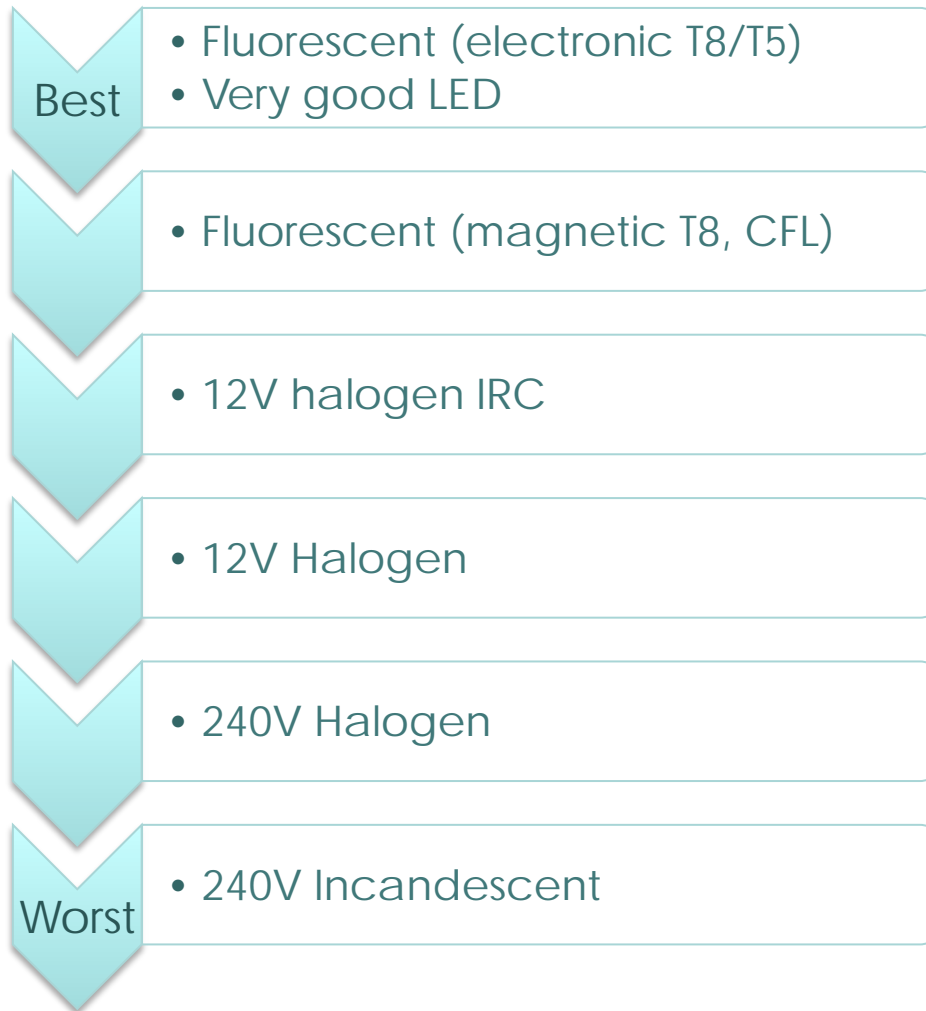 Best
• Fluorescent (electronic T8/T5)
• Very good LED
• Fluorescent (magnetic T8, CFL)
• 12V halogen IRC
• 12V Halogen
• 240V Halogen
Worst
• 240V Incandescent